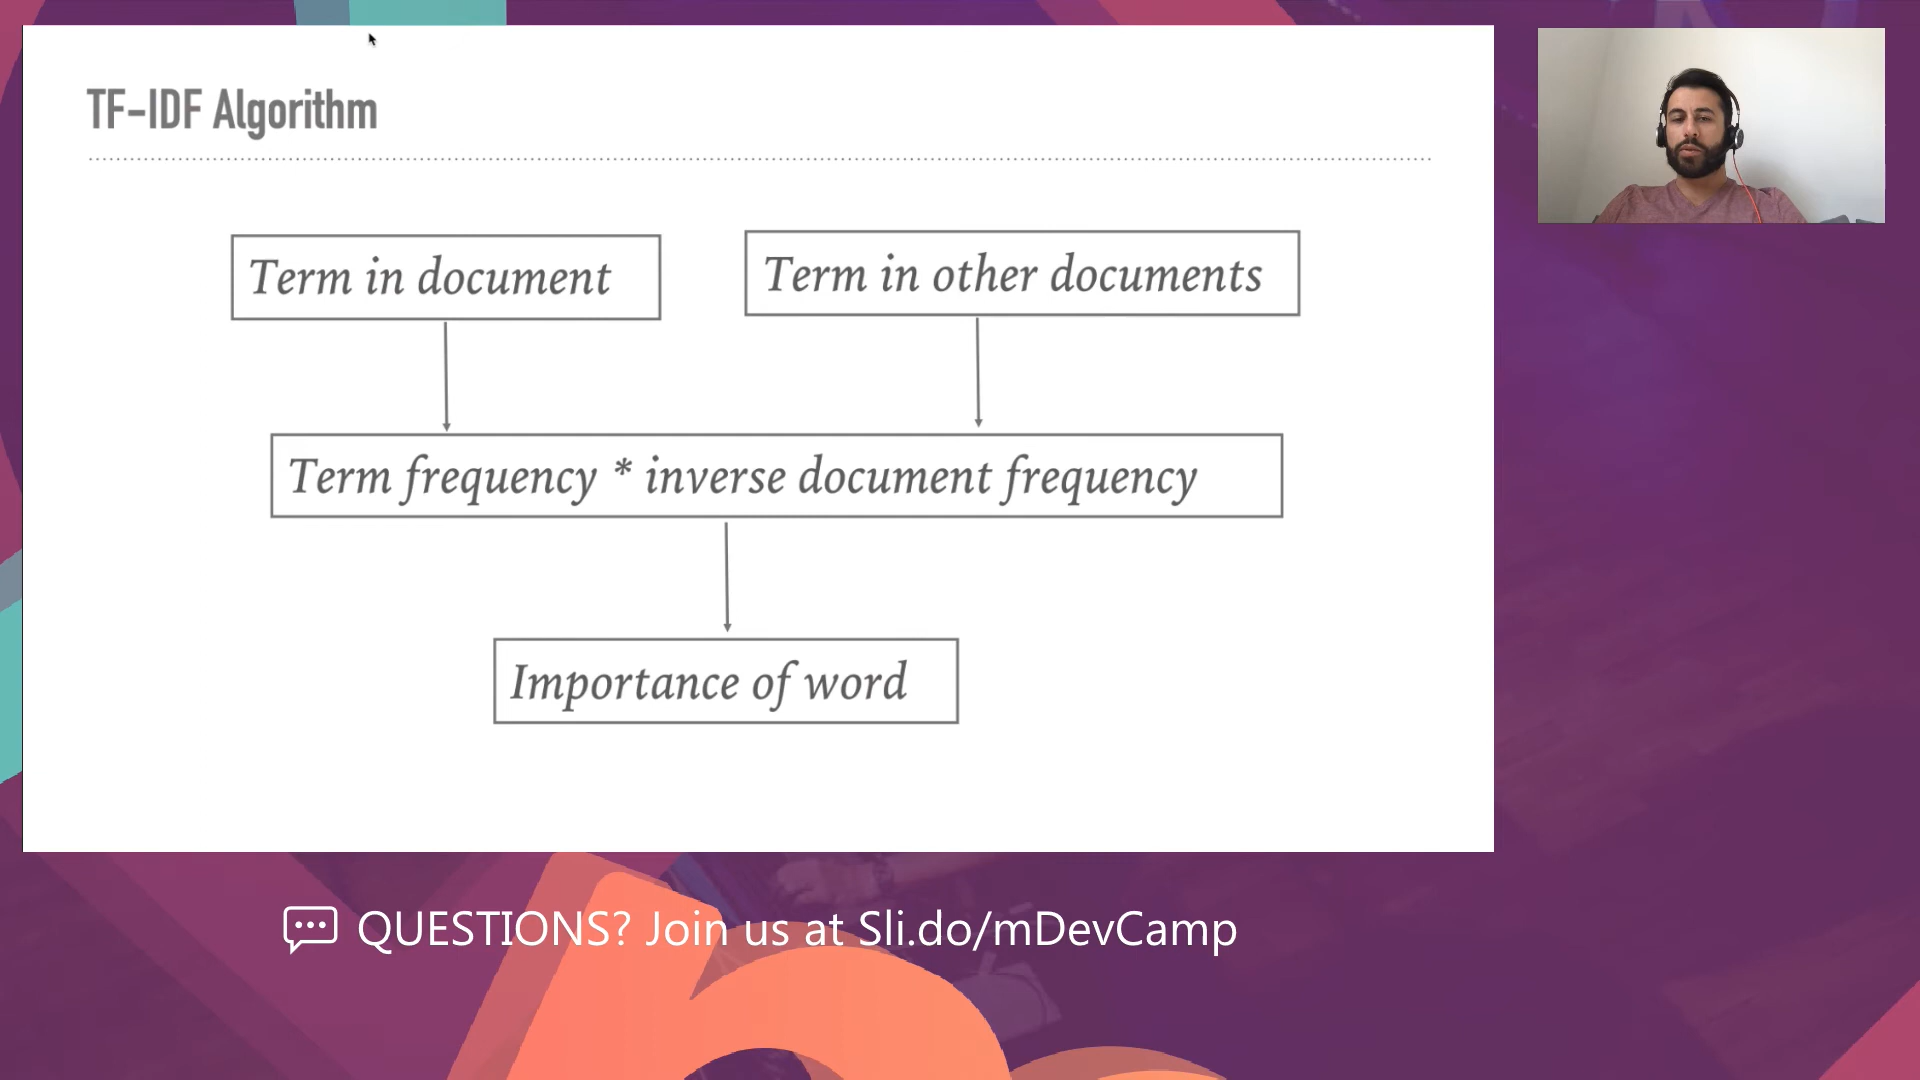 TF-IDF Algorithm
Term in document
Term in other documents
Term frequency * inverse document frequency
Importance of word
QUESTIONS? Join us at Sli.do/mDevCamp